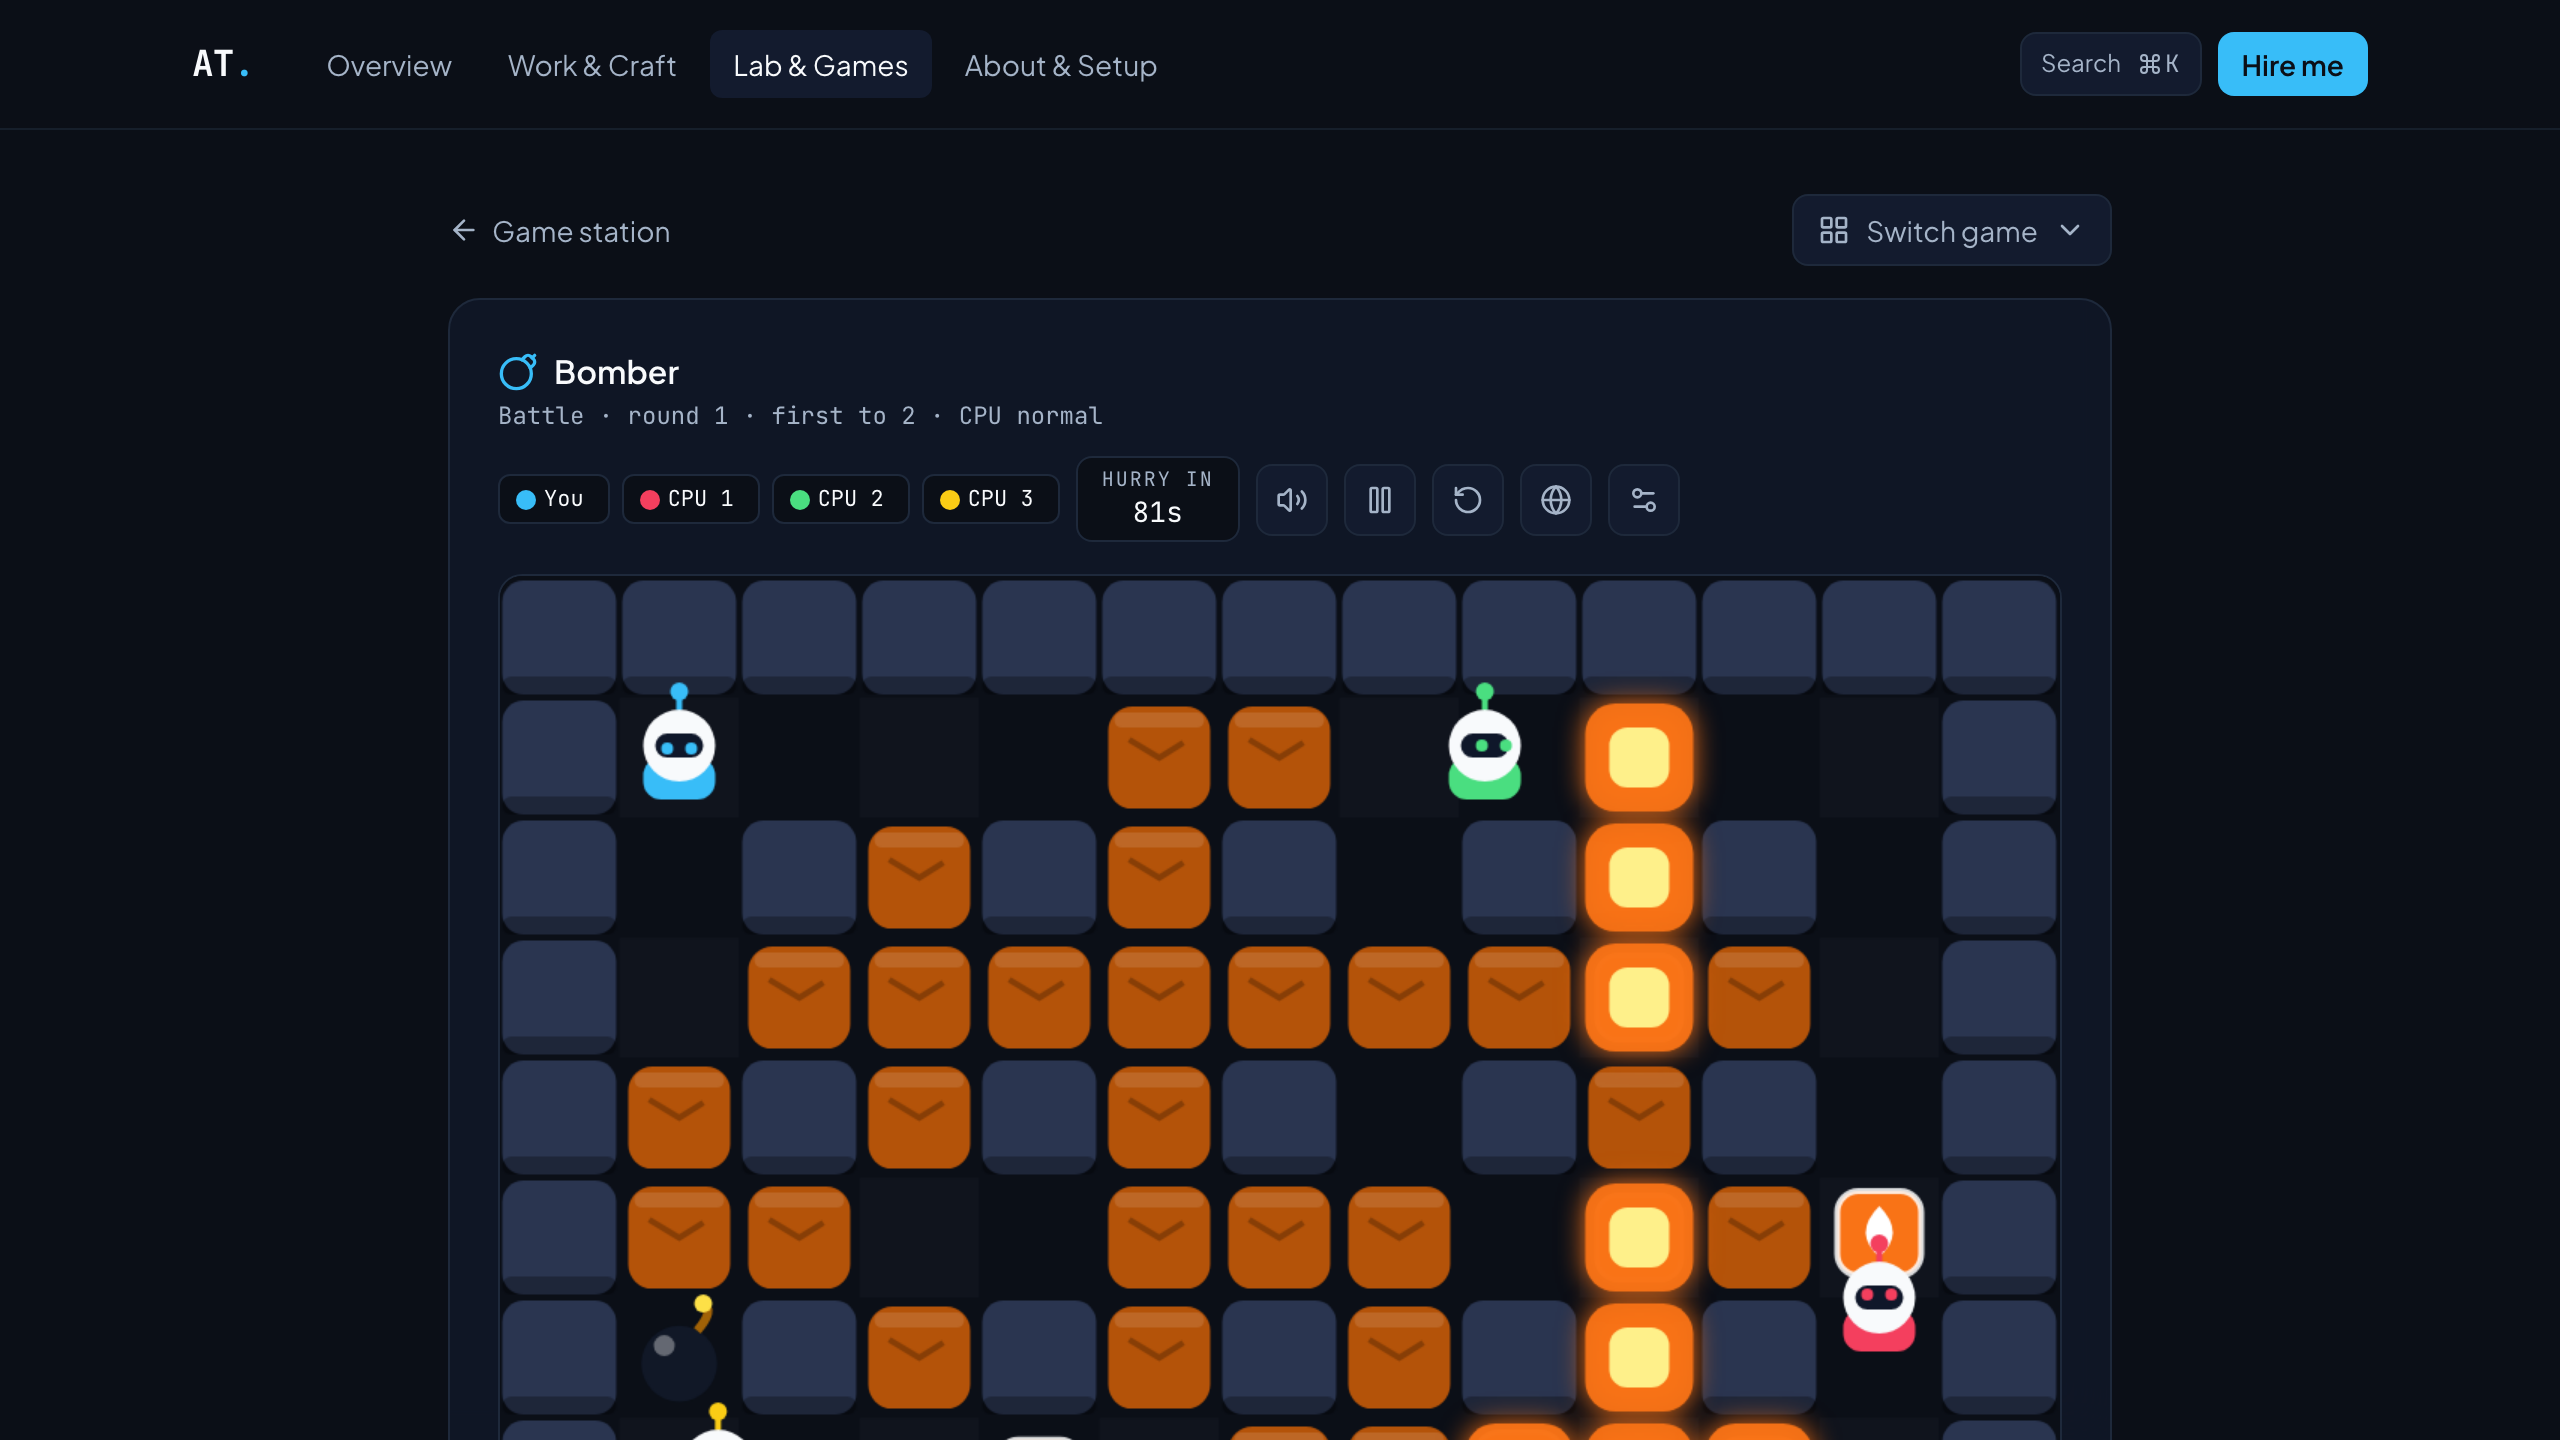 AT.
Overview
Work & Craft
Lab & Games
About & Setup
Search ⌘K
Hire me
Game station
Switch game
Bomber
Battle · round 1 · first to 2 · CPU normal
You
CPU 1
CPU 2
CPU 3
HURRY IN
81s